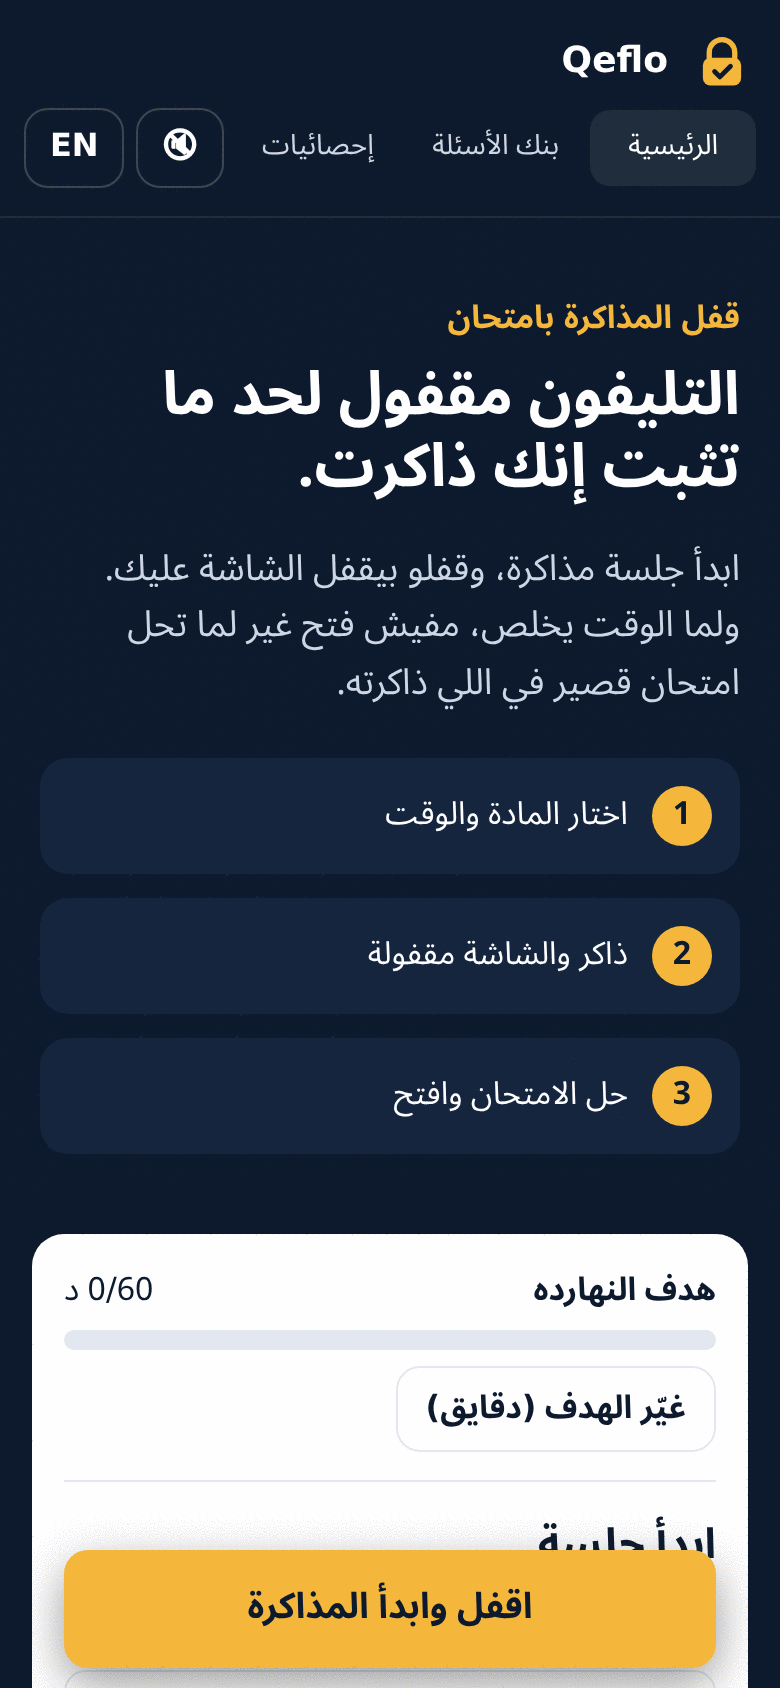 Qeflo
الرئيسية
بنك الأسئلة
إحصائيات
EN
قفل المذاكرة بامتحان
التليفون مقفول لحد ما
تثبت إنك ذاكرت.
ابدأ جلسة مذاكرة، وقفلو بيقفل الشاشة عليك.
ولما الوقت يخلص، مفيش فتح غير لما تحل
امتحان قصير في اللي ذاكرته.
1 اختار المادة والوقت
2 ذاكر والشاشة مقفولة
3 حل الامتحان وافتح
هدف النهارده
0/60 د
غيّر الهدف (دقايق)
ابدأ جلسة
اقفل وابدأ المذاكرة